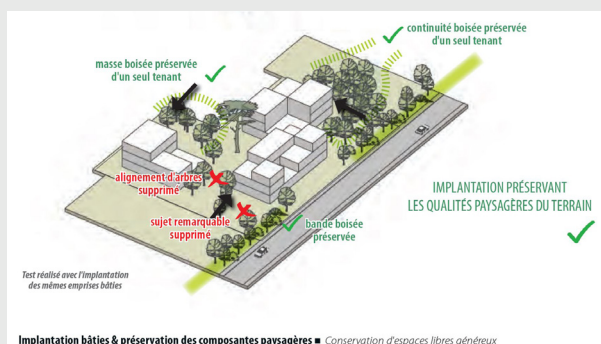 continuité boisée préservée
d'un seul tenant
masse boisée préservée
d'un seul tenant
alignement d'arbres
supprimé
sujet remarquable
supprimé
bande boisée
préservée
IMPLANTATION PRÉSERVANT
LES QUALITÉS PAYSAGÈRES DU TERRAIN
Test réalisé avec l'implantation
des mêmes emprises bâties
Implantation bâties & préservation des composantes paysagères ■ Conservation d'espaces libres généreux